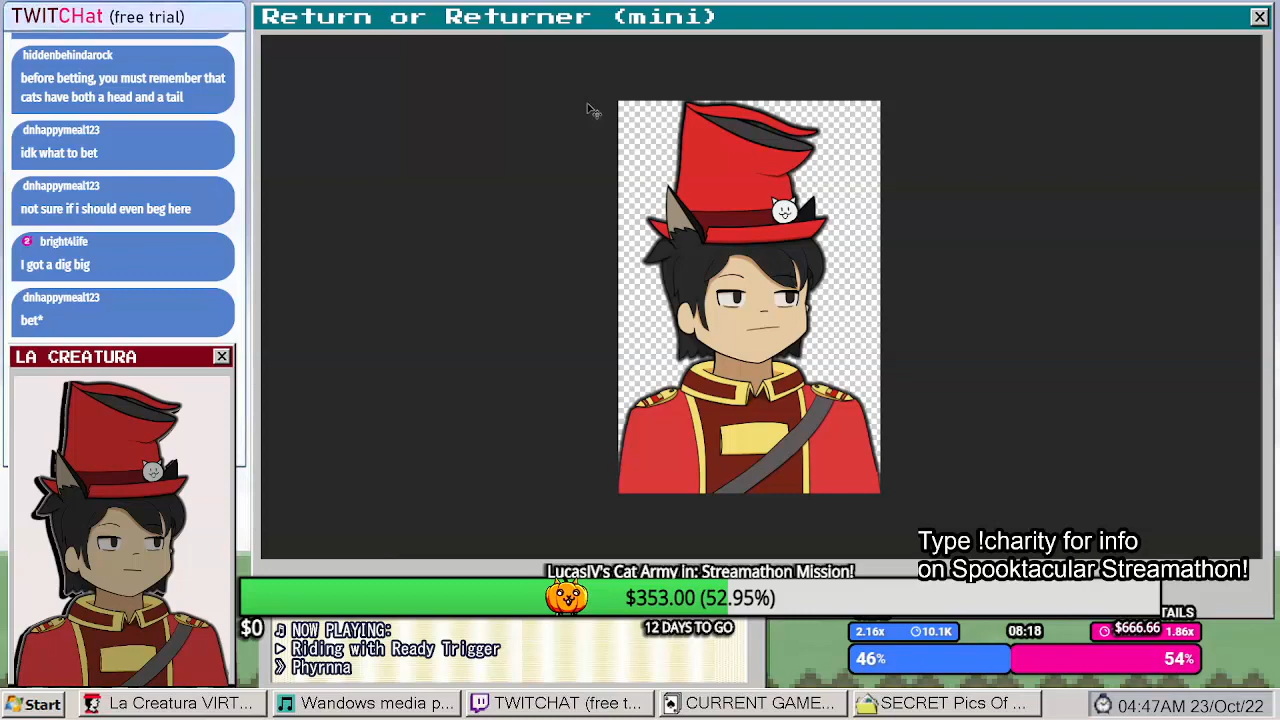 TWITCHat (free trial)
Return or Returner (mini)
hiddenbehindarock
before betting, you must remember that
cats have both a head and a tail
dnhappymeal123
idk what to bet
dnhappymeal123
not sure if i should even beg here
2 bright4life
I got a dig big
dnhappymeal123
bet*
LA CREATURA
Type !charity for info
on Spooktacular Streamathon!
LucasIV's Cat Army in: Streamathon Mission!
$353.00 (52.95%)
$0
12 DAYS TO GO
$666.66
NOW PLAYING:
Riding with Ready Trigger
Phyrnna
TAILS
2.16x 10.1K 08:18 1.86x
46% 54%
Start
La Creatura VIRT...
Wandows média p...
TWITCHAT (free t...
CURRENT GAME...
SECRET Pics Of ...
04:47AM 23/Oct/22